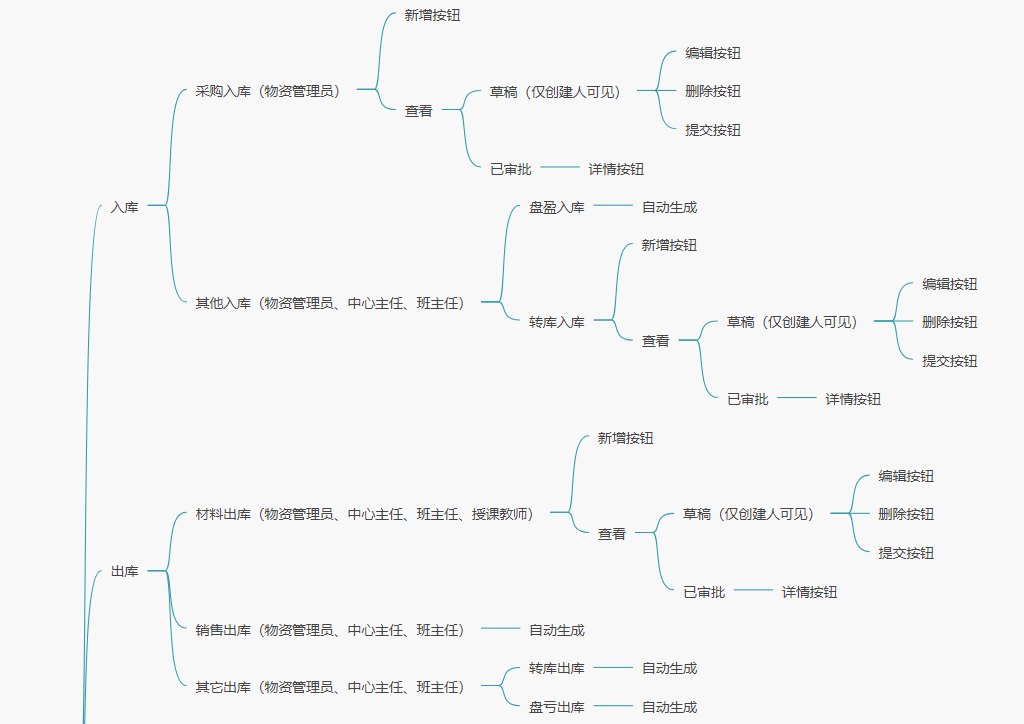 新增按钮
编辑按钮
采购入库（物资管理员）
草稿（仅创建人可见）
删除按钮
查看
提交按钮
已审批
详情按钮
入库
盘盈入库
自动生成
新增按钮
编辑按钮
其他入库（物资管理员、中心主任、班主任）
转库入库
草稿（仅创建人可见）
删除按钮
查看
提交按钮
已审批
详情按钮
新增按钮
编辑按钮
材料出库（物资管理员、中心主任、班主任、授课教师）
草稿（仅创建人可见）
删除按钮
查看
提交按钮
出库
已审批
详情按钮
销售出库（物资管理员、中心主任、班主任）
自动生成
转库出库
自动生成
其它出库（物资管理员、中心主任、班主任）
盘亏出库
自动生成